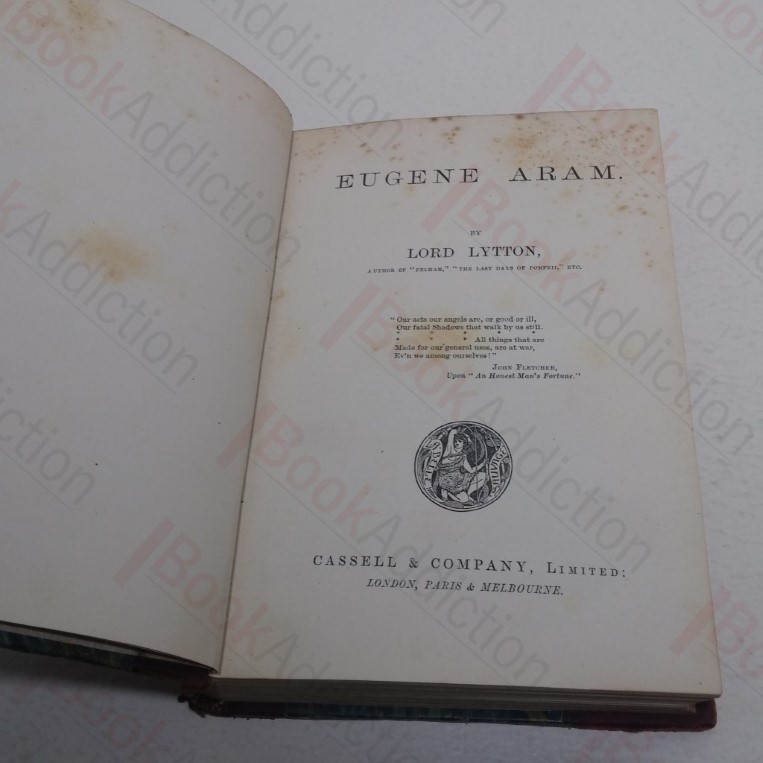 EUGENE ARAM.
BY
LORD LYTTON,
AUTHOR OF "PELHAM," "THE LAST DAYS OF POMPEII," ETC.
"Our acts our angels are, or good or ill,
Our fatal Shadows that walk by us still.
* * * * *
* * * All things that are
Made for our general uses, are at war,
Ev'n we among ourselves!"
JOHN FLETCHER,
Upon "An Honest Man's Fortune."
CASSELL & COMPANY, LIMITED:
LONDON, PARIS & MELBOURNE.
BookAddiction